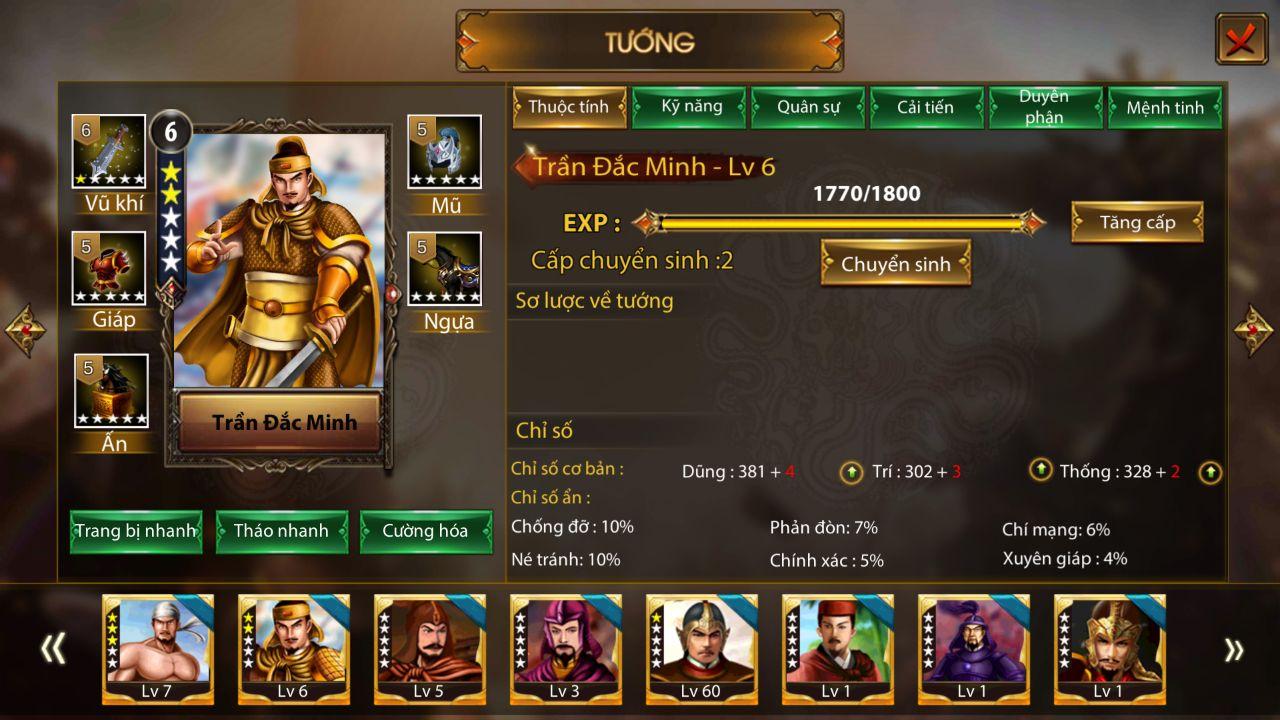 TƯỚNG
6
Vũ khí
5
Giáp
5
Ấn
6
Trần Đắc Minh
5
Mũ
5
Ngựa
Trang bị nhanh
Tháo nhanh
Cường hóa
Thuộc tính
Kỹ năng
Quân sự
Cải tiến
Duyên
phận
Mệnh tinh
Trần Đắc Minh - Lv 6
1770/1800
EXP :
Tăng cấp
Cấp chuyển sinh :2
Chuyển sinh
Sơ lược về tướng
Chỉ số
Chỉ số cơ bản : Dũng : 381 + 4 Trí : 302 + 3 Thống : 328 + 2
Chỉ số ẩn :
Chống đỡ : 10% Phản đòn: 7% Chí mạng: 6%
Né tránh: 10% Chính xác : 5% Xuyên giáp : 4%
Lv 7
Lv 6
Lv 5
Lv 3
Lv 60
Lv 1
Lv 1
Lv 1